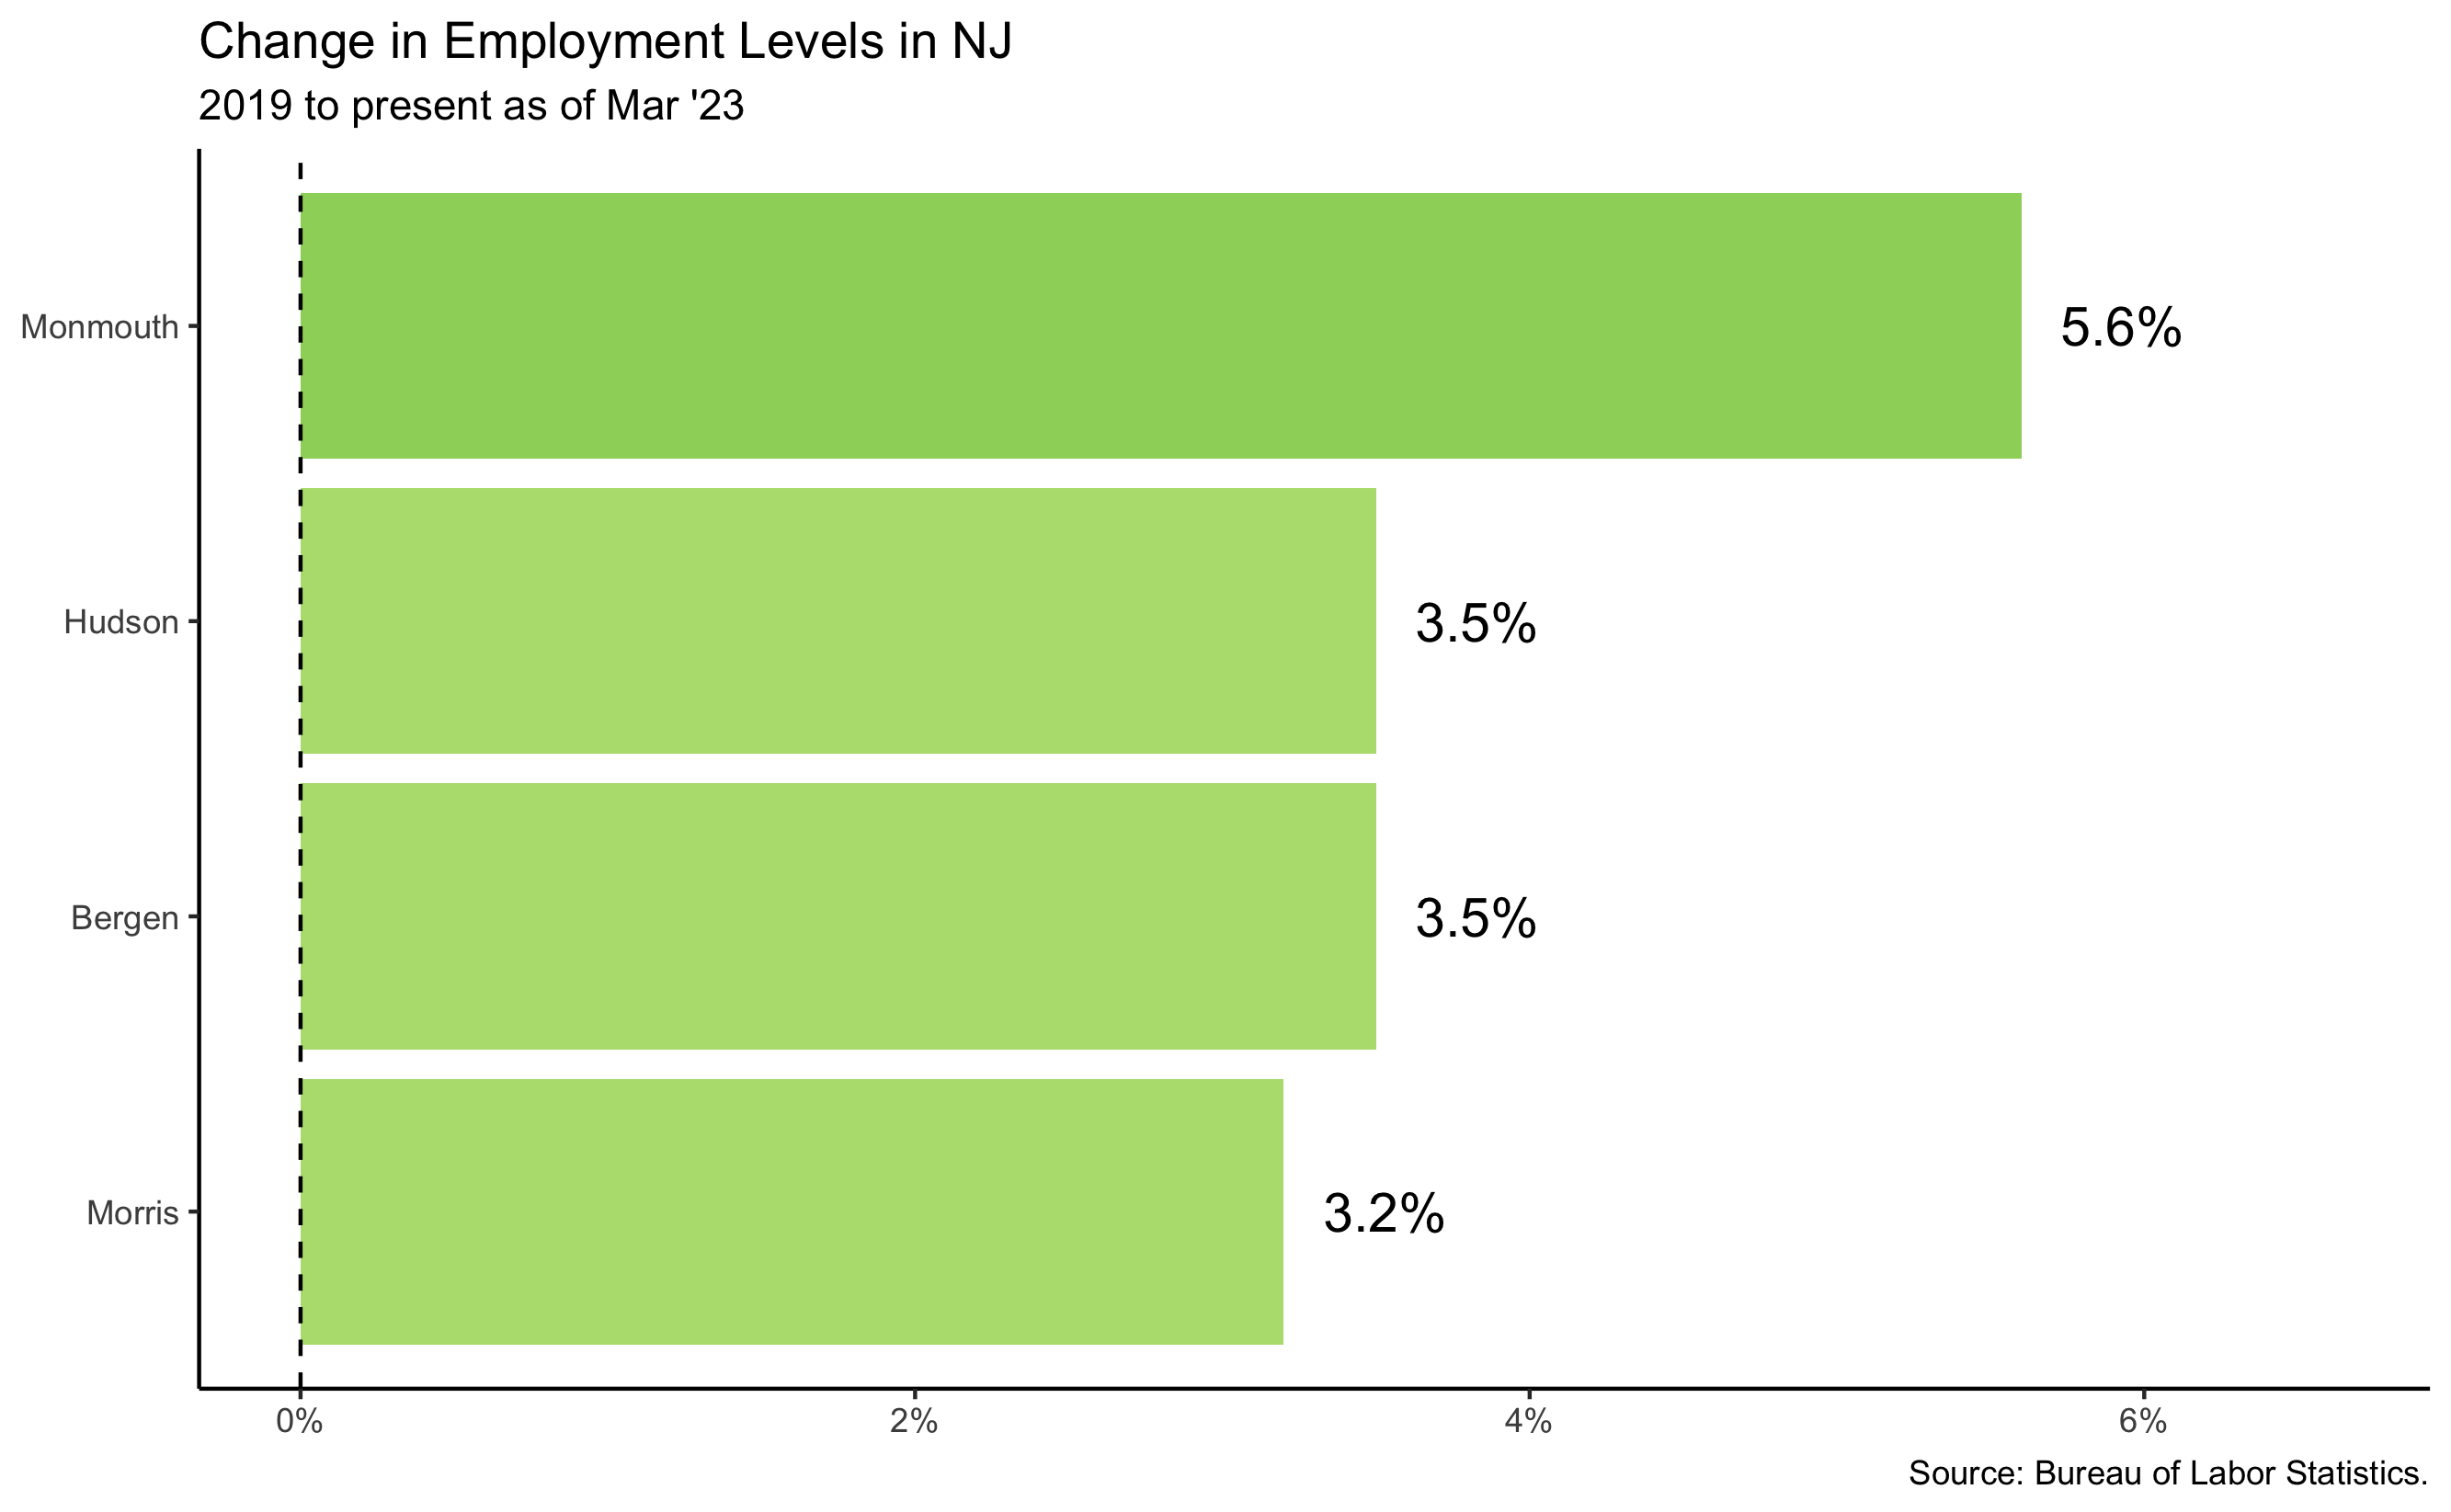 Change in Employment Levels in NJ
2019 to present as of Mar '23
Monmouth
5.6%
Hudson
3.5%
Bergen
3.5%
Morris
3.2%
0%
2%
4%
6%
Source: Bureau of Labor Statistics.